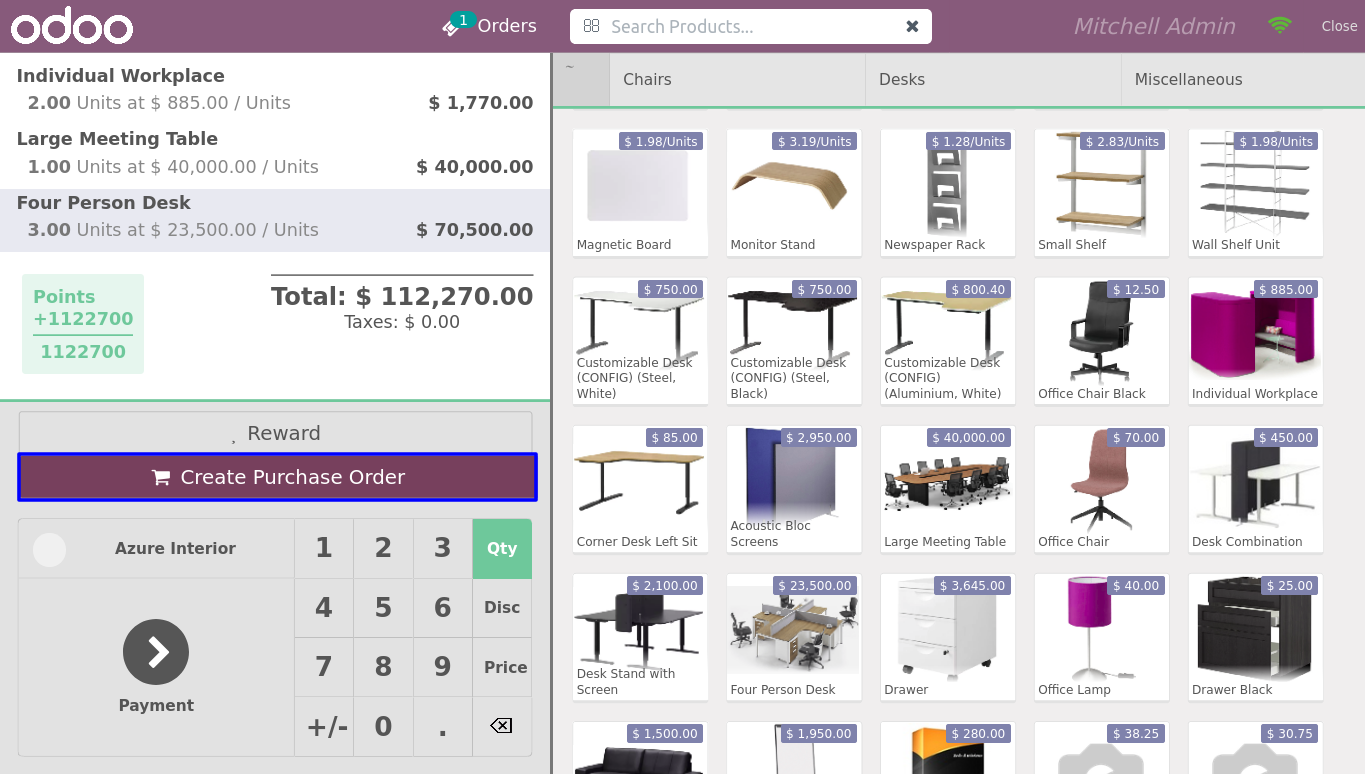 odoo
1
Orders
Search Products...
Mitchell Admin
Close
Individual Workplace
2.00 Units at $ 885.00 / Units $ 1,770.00
Large Meeting Table
1.00 Units at $ 40,000.00 / Units $ 40,000.00
Four Person Desk
3.00 Units at $ 23,500.00 / Units $ 70,500.00
Points
+1122700
1122700
Total: $ 112,270.00
Taxes: $ 0.00
Reward
Create Purchase Order
Azure Interior
Payment
1 2 3 Qty
4 5 6 Disc
7 8 9 Price
+/- 0 .
~ Chairs Desks Miscellaneous
$ 1.98/Units
Magnetic Board
$ 3.19/Units
Monitor Stand
$ 1.28/Units
Newspaper Rack
$ 2.83/Units
Small Shelf
$ 1.98/Units
Wall Shelf Unit
$ 750.00
Customizable Desk
(CONFIG) (Steel,
White)
$ 750.00
Customizable Desk
(CONFIG) (Steel,
Black)
$ 800.40
Customizable Desk
(CONFIG)
(Aluminium, White)
$ 12.50
Office Chair Black
$ 885.00
Individual Workplace
$ 85.00
Corner Desk Left Sit
$ 2,950.00
Acoustic Bloc
Screens
$ 40,000.00
Large Meeting Table
$ 70.00
Office Chair
$ 450.00
Desk Combination
$ 2,100.00
Desk Stand with
Screen
$ 23,500.00
Four Person Desk
$ 3,645.00
Drawer
$ 40.00
Office Lamp
$ 25.00
Drawer Black
$ 1,500.00
$ 1,950.00
$ 280.00
$ 38.25
$ 30.75